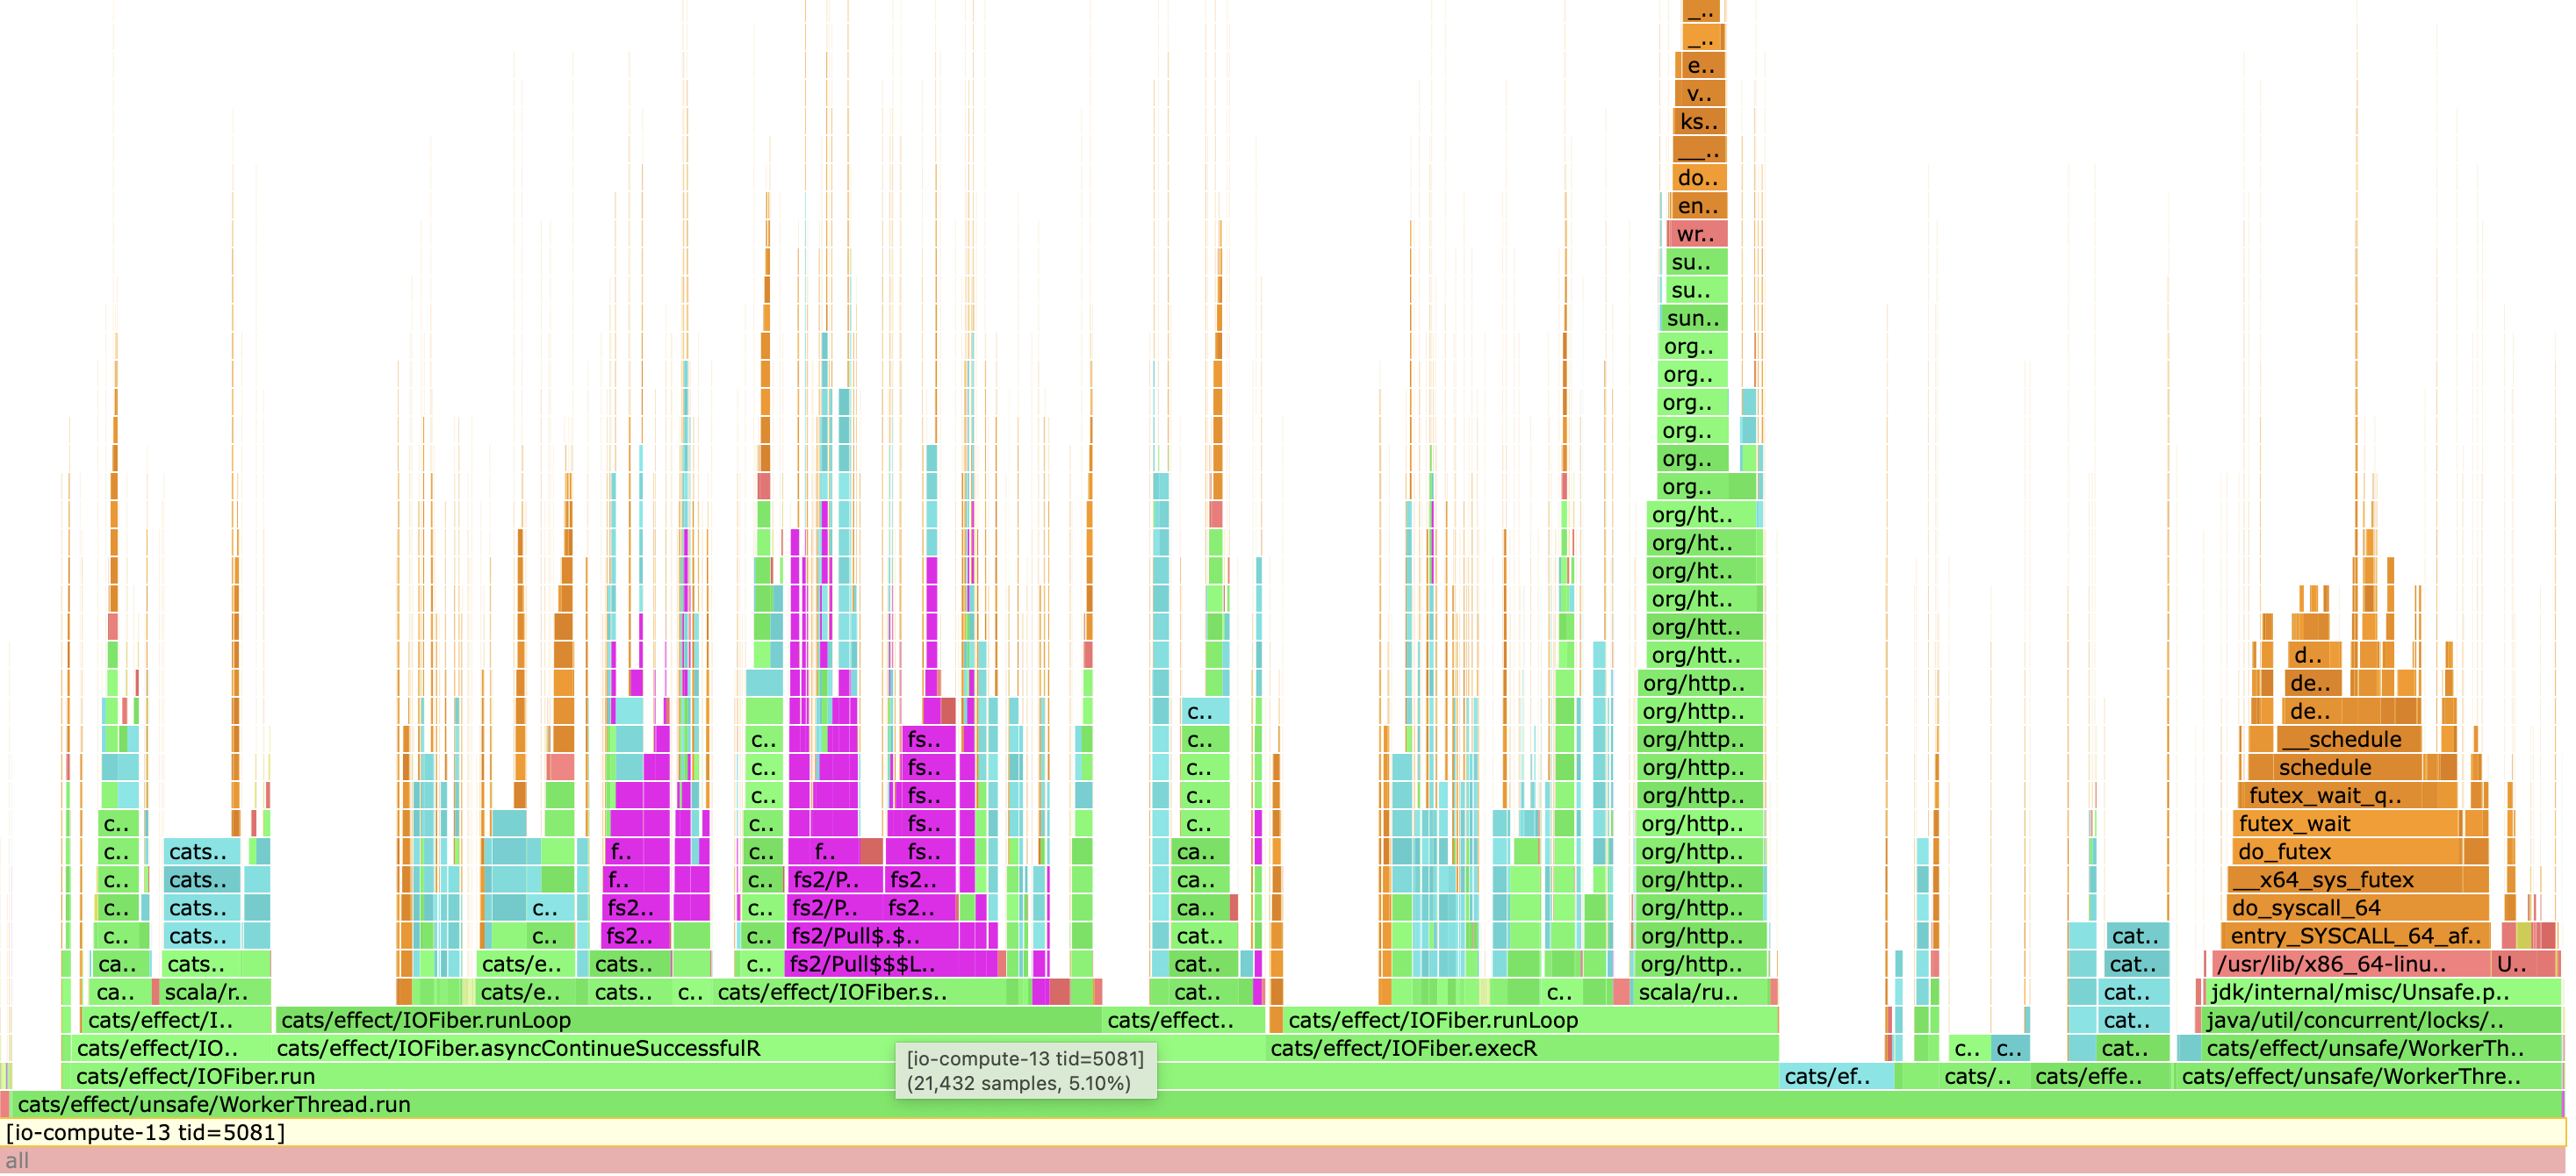 _..
_..
e..
v..
ks..
___..
do..
en..
wr..
su..
su..
sun..
org..
org..
org..
org..
org..
org..
org/ht..
org/ht..
org/ht..
org/ht..
org/htt..
org/htt.. d..
org/http.. de..
c.. org/http.. de..
c.. fs.. c.. org/http.. __schedule
c.. fs.. c.. org/http.. schedule
c.. fs.. c.. org/http.. futex_wait_q..
c.. c.. fs.. c.. org/http.. futex_wait
c.. cats.. f.. c.. f.. fs.. ca.. org/http.. do_futex
c.. cats.. f.. c.. fs2/P.. fs2.. ca.. org/http.. __x64_sys_futex
c.. cats.. c.. fs2.. c.. fs2/P.. fs2.. ca.. org/http.. do_syscall_64
c.. cats.. c.. fs2.. c.. fs2/Pull$.$.. cat.. org/http.. cat.. entry_SYSCALL_64_af..
ca.. cats.. cats/e.. cats.. c.. fs2/Pull$$$L.. cat.. org/http.. cat.. /usr/lib/x86_64-linu.. U..
ca.. scala/r.. cats/e.. cats.. c.. cats/effect/IOFiber.s.. cat.. c.. scala/ru.. cat.. jdk/internal/misc/Unsafe.p..
cats/effect/I.. cats/effect/IOFiber.runLoop cats/effect.. cats/effect/IOFiber.runLoop cat.. java/util/concurrent/locks/..
cats/effect/IO.. cats/effect/IOFiber.asyncContinueSuccessfulR cats/effect/IOFiber.execR c.. c.. cat.. cats/effect/unsafe/WorkerTh..
[io-compute-13 tid=5081]
(21,432 samples, 5.10%)
cats/effect/IOFiber.run cats/ef.. cats/.. cats/effe.. cats/effect/unsafe/WorkerThre..
cats/effect/unsafe/WorkerThread.run
[io-compute-13 tid=5081]
all